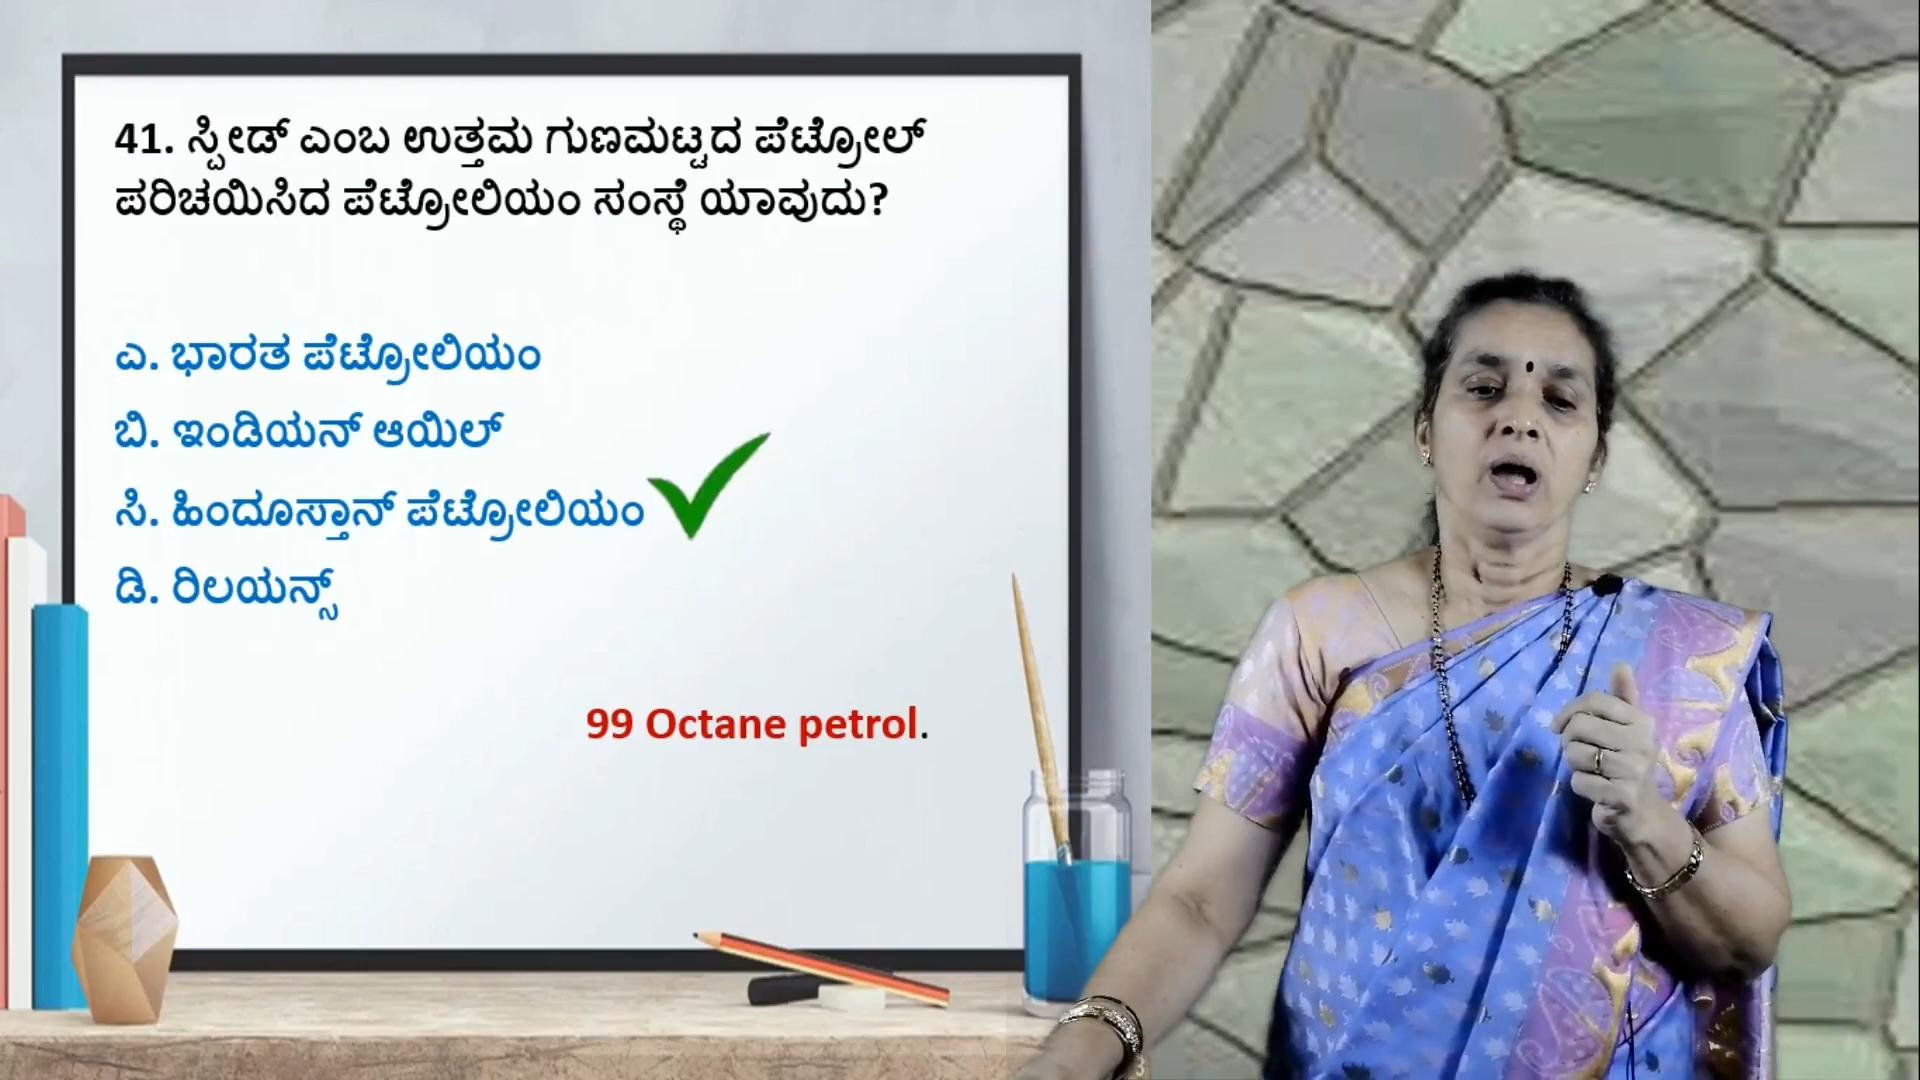 41. ಸ್ಪೀಡ್ ಎಂಬ ಉತ್ತಮ ಗುಣಮಟ್ಟದ ಪೆಟ್ರೋಲ್
ಪರಿಚಯಿಸಿದ ಪೆಟ್ರೋಲಿಯಂ ಸಂಸ್ಥೆ ಯಾವುದು?
ಎ. ಭಾರತ ಪೆಟ್ರೋಲಿಯಂ
ಬಿ. ಇಂಡಿಯನ್ ಆಯಿಲ್
ಸಿ. ಹಿಂದೂಸ್ತಾನ್ ಪೆಟ್ರೋಲಿಯಂ
ಡಿ. ರಿಲಯನ್ಸ್
99 Octane petrol.